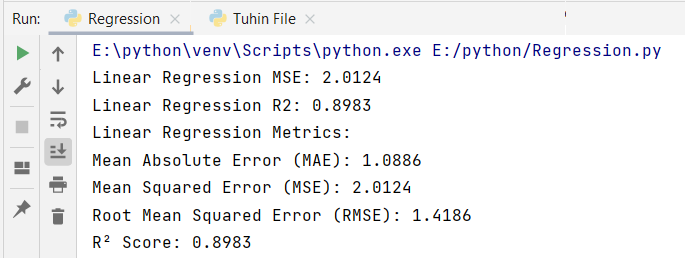 Run: Regression × Tuhin File ×
E:\python\venv\Scripts\python.exe E:/python/Regression.py
Linear Regression MSE: 2.0124
Linear Regression R2: 0.8983
Linear Regression Metrics:
Mean Absolute Error (MAE): 1.0886
Mean Squared Error (MSE): 2.0124
Root Mean Squared Error (RMSE): 1.4186
R² Score: 0.8983